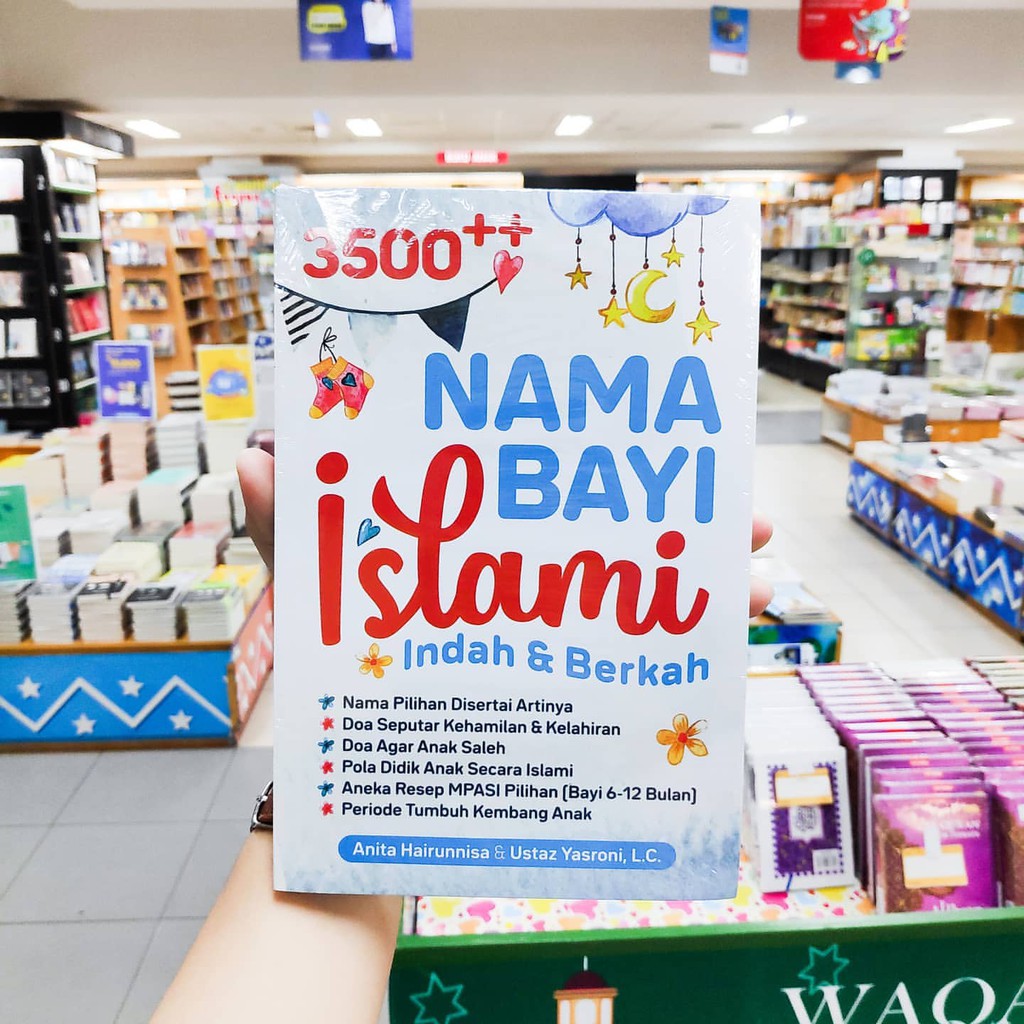 3500++
NAMA
BAYI
islami
Indah & Berkah
Nama Pilihan Disertai Artinya
Doa Seputar Kehamilan & Kelahiran
Doa Agar Anak Saleh
Pola Didik Anak Secara Islami
Aneka Resep MPASI Pilihan (Bayi 6-12 Bulan)
Periode Tumbuh Kembang Anak
Anita Hairunnisa & Ustaz Yasroni, L.C.
WAQA